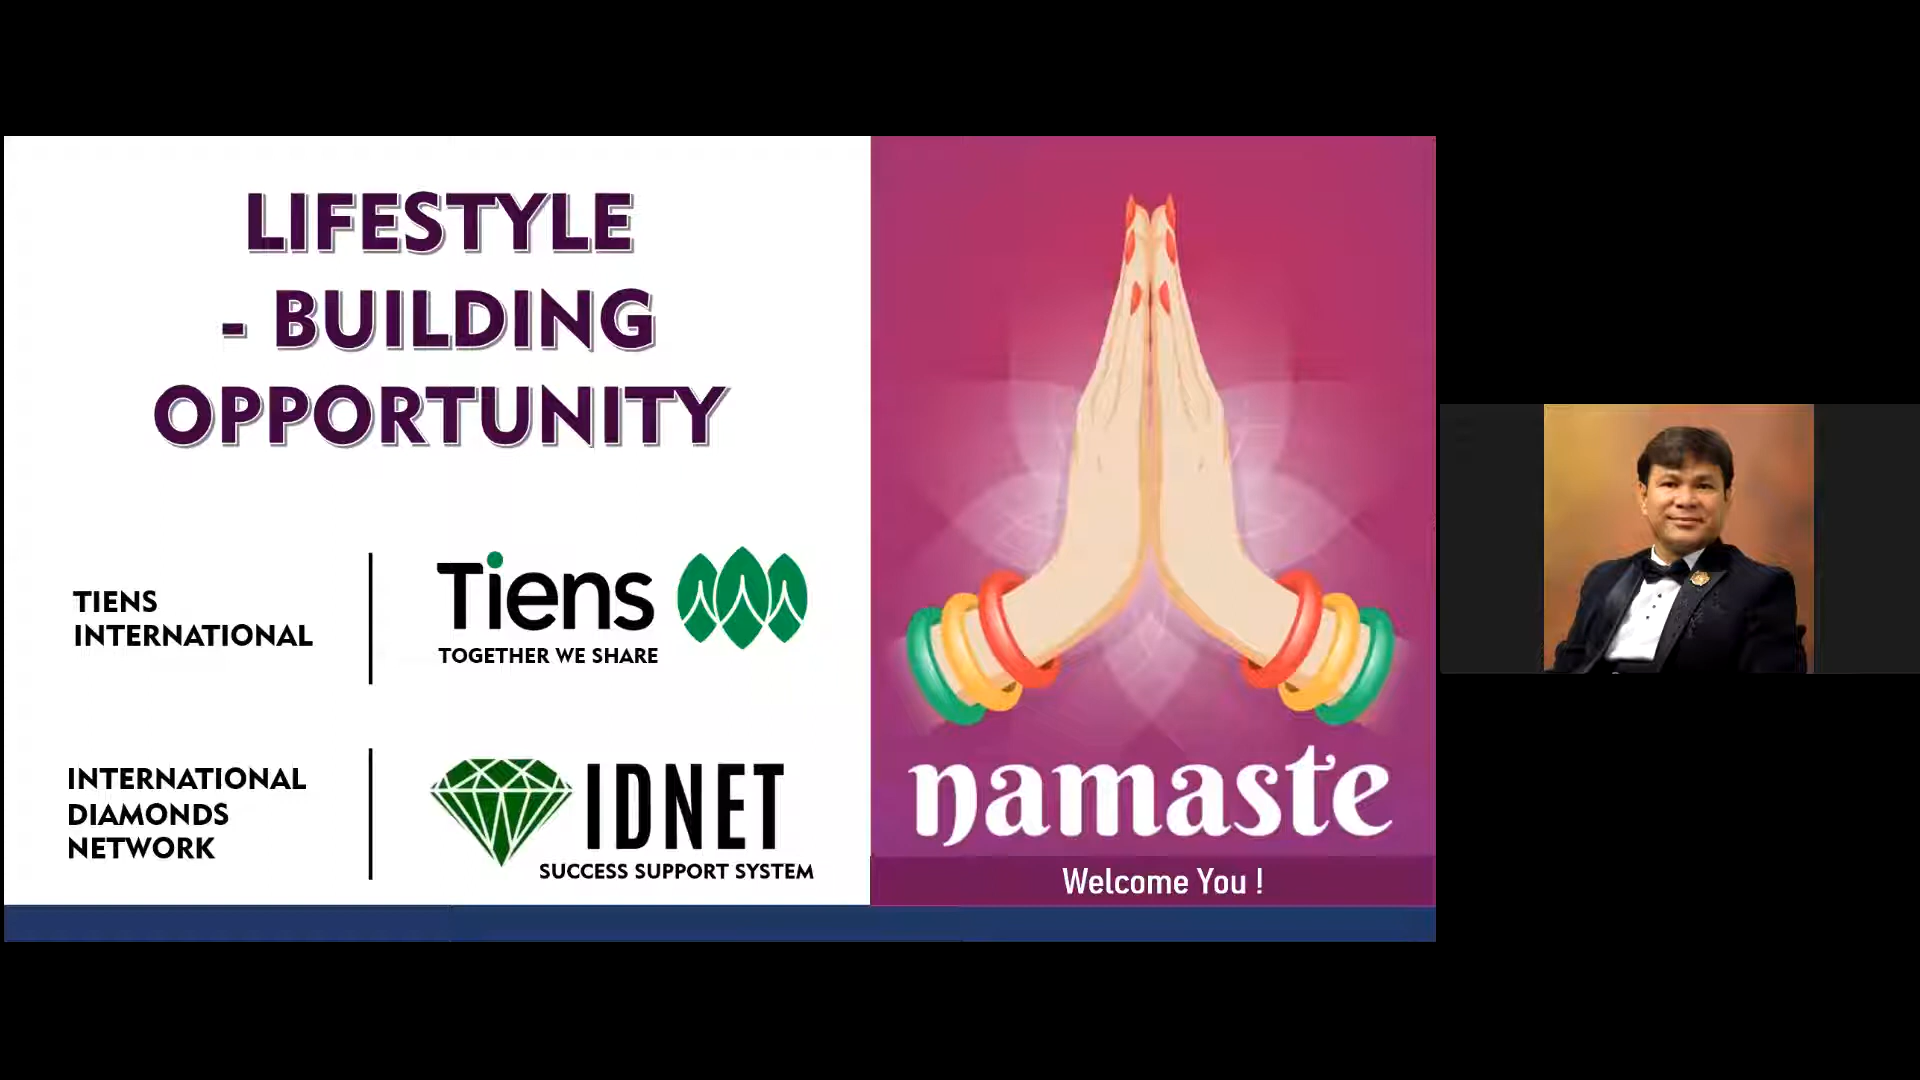 LIFESTYLE
- BUILDING
OPPORTUNITY
TIENS
INTERNATIONAL
Tiens
TOGETHER WE SHARE
INTERNATIONAL
DIAMONDS
NETWORK
IDNET
SUCCESS SUPPORT SYSTEM
namaste
Welcome You !